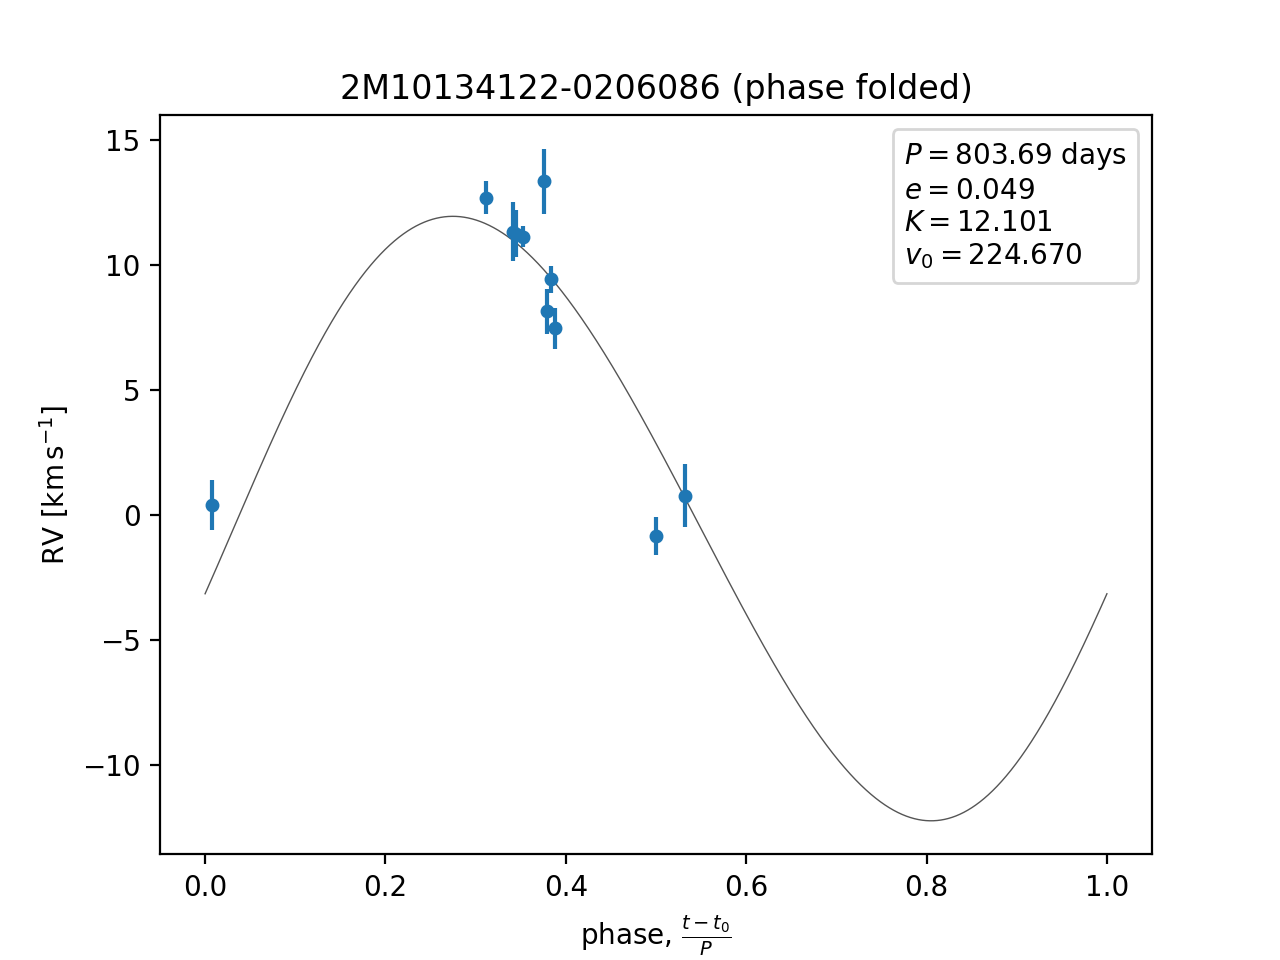 2M10134122-0206086 (phase folded)
P = 803.69 days
e = 0.049
K = 12.101
v₀ = 224.670
15
10
5
0
−5
−10
RV [km s⁻¹]
0.0 0.2 0.4 0.6 0.8 1.0
phase, (t − t₀)/P